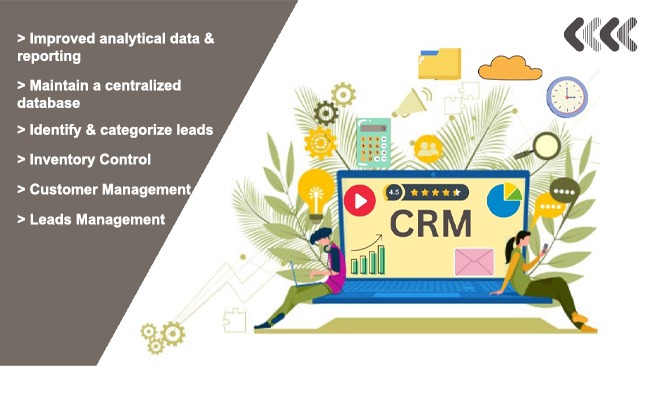 > Improved analytical data &
reporting
> Maintain a centralized
database
> Identify & categorize leads
> Inventory Control
> Customer Management
> Leads Management
4.5
CRM